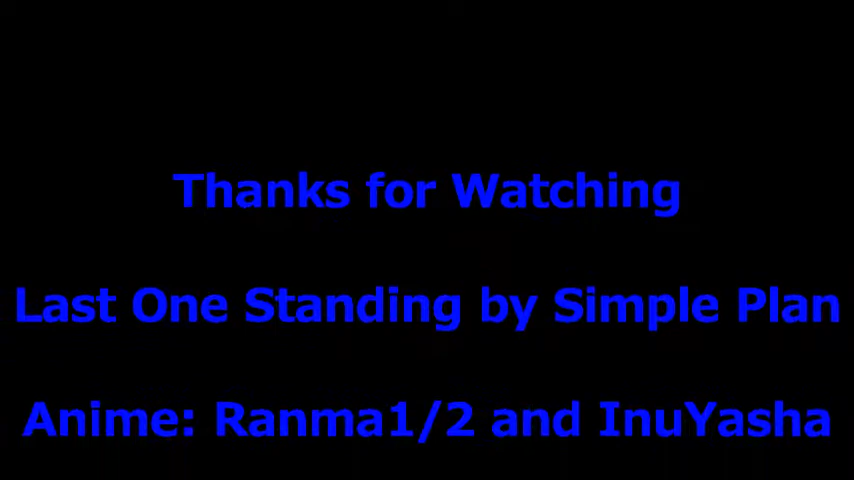 Thanks for Watching
Last One Standing by Simple Plan
Anime: Ranma1/2 and InuYasha